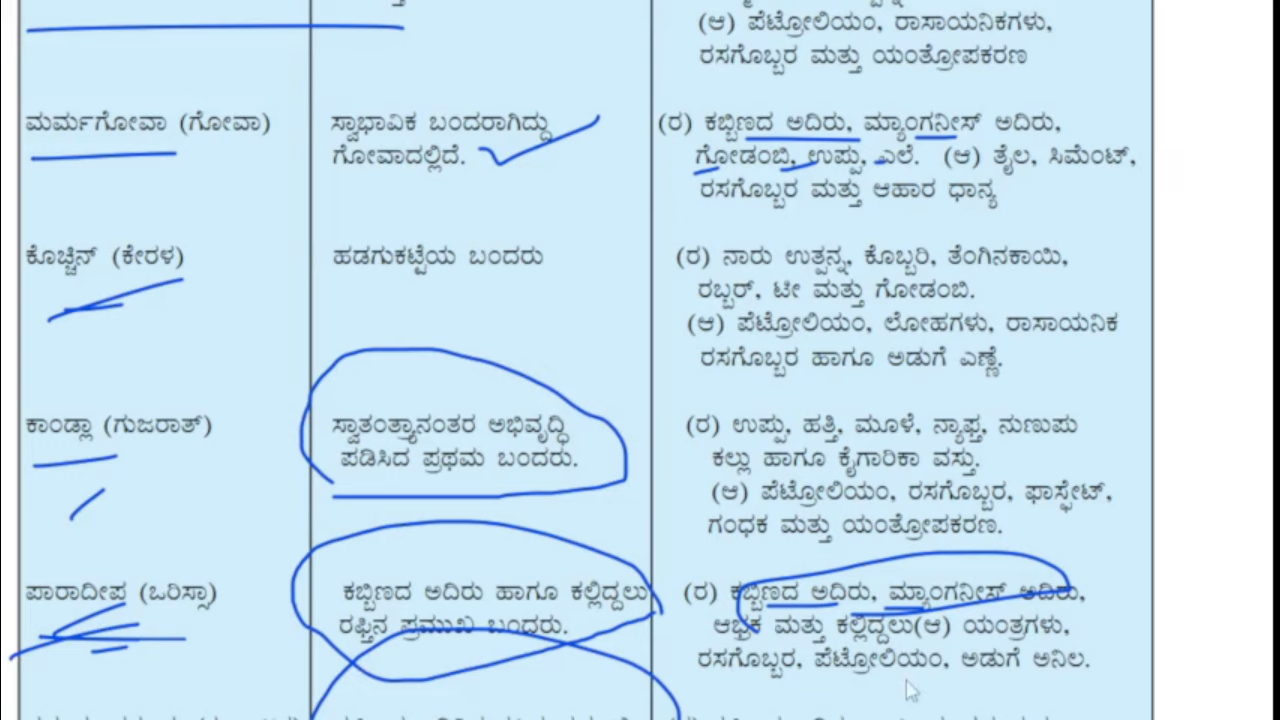 (ಆ) ಪೆಟ್ರೋಲಿಯಂ, ರಾಸಾಯನಿಕಗಳು,
ರಸಗೊಬ್ಬರ ಮತ್ತು ಯಂತ್ರೋಪಕರಣ
ಮರ್ಮಗೋವಾ (ಗೋವಾ)
ಸ್ವಾಭಾವಿಕ ಬಂದರಾಗಿದ್ದು
ಗೋವಾದಲ್ಲಿದೆ.
(ರ) ಕಬ್ಬಿಣದ ಅದಿರು, ಮ್ಯಾಂಗನೀಸ್ ಅದಿರು,
ಗೋಡಂಬಿ, ಉಪ್ಪು, ಎಲೆ. (ಆ) ತೈಲ, ಸಿಮೆಂಟ್,
ರಸಗೊಬ್ಬರ ಮತ್ತು ಆಹಾರ ಧಾನ್ಯ
ಕೊಚ್ಚಿನ್ (ಕೇರಳ)
ಹಡಗುಕಟ್ಟೆಯ ಬಂದರು
(ರ) ನಾರು ಉತ್ಪನ್ನ, ಕೊಬ್ಬರಿ, ತೆಂಗಿನಕಾಯಿ,
ರಬ್ಬರ್, ಟೀ ಮತ್ತು ಗೋಡಂಬಿ.
(ಆ) ಪೆಟ್ರೋಲಿಯಂ, ಲೋಹಗಳು, ರಾಸಾಯನಿಕ
ರಸಗೊಬ್ಬರ ಹಾಗೂ ಅಡುಗೆ ಎಣ್ಣೆ.
ಕಾಂಡ್ಲಾ (ಗುಜರಾತ್)
ಸ್ವಾತಂತ್ರ್ಯಾನಂತರ ಅಭಿವೃದ್ಧಿ
ಪಡಿಸಿದ ಪ್ರಥಮ ಬಂದರು.
(ರ) ಉಪ್ಪು, ಹತ್ತಿ, ಮೂಳೆ, ನ್ಯಾಫ್ತ, ನುಣುಪು
ಕಲ್ಲು ಹಾಗೂ ಕೈಗಾರಿಕಾ ವಸ್ತು.
(ಆ) ಪೆಟ್ರೋಲಿಯಂ, ರಸಗೊಬ್ಬರ, ಫಾಸ್ಫೇಟ್,
ಗಂಧಕ ಮತ್ತು ಯಂತ್ರೋಪಕರಣ.
ಪಾರಾದೀಪ (ಒರಿಸ್ಸಾ)
ಕಬ್ಬಿಣದ ಅದಿರು ಹಾಗೂ ಕಲ್ಲಿದ್ದಲು
ರಫ್ತಿನ ಪ್ರಮುಖ ಬಂದರು.
(ರ) ಕಬ್ಬಿಣದ ಅದಿರು, ಮ್ಯಾಂಗನೀಸ್ ಅದಿರು,
ಅಭ್ರಕ ಮತ್ತು ಕಲ್ಲಿದ್ದಲು(ಆ) ಯಂತ್ರಗಳು,
ರಸಗೊಬ್ಬರ, ಪೆಟ್ರೋಲಿಯಂ, ಅಡುಗೆ ಅನಿಲ.